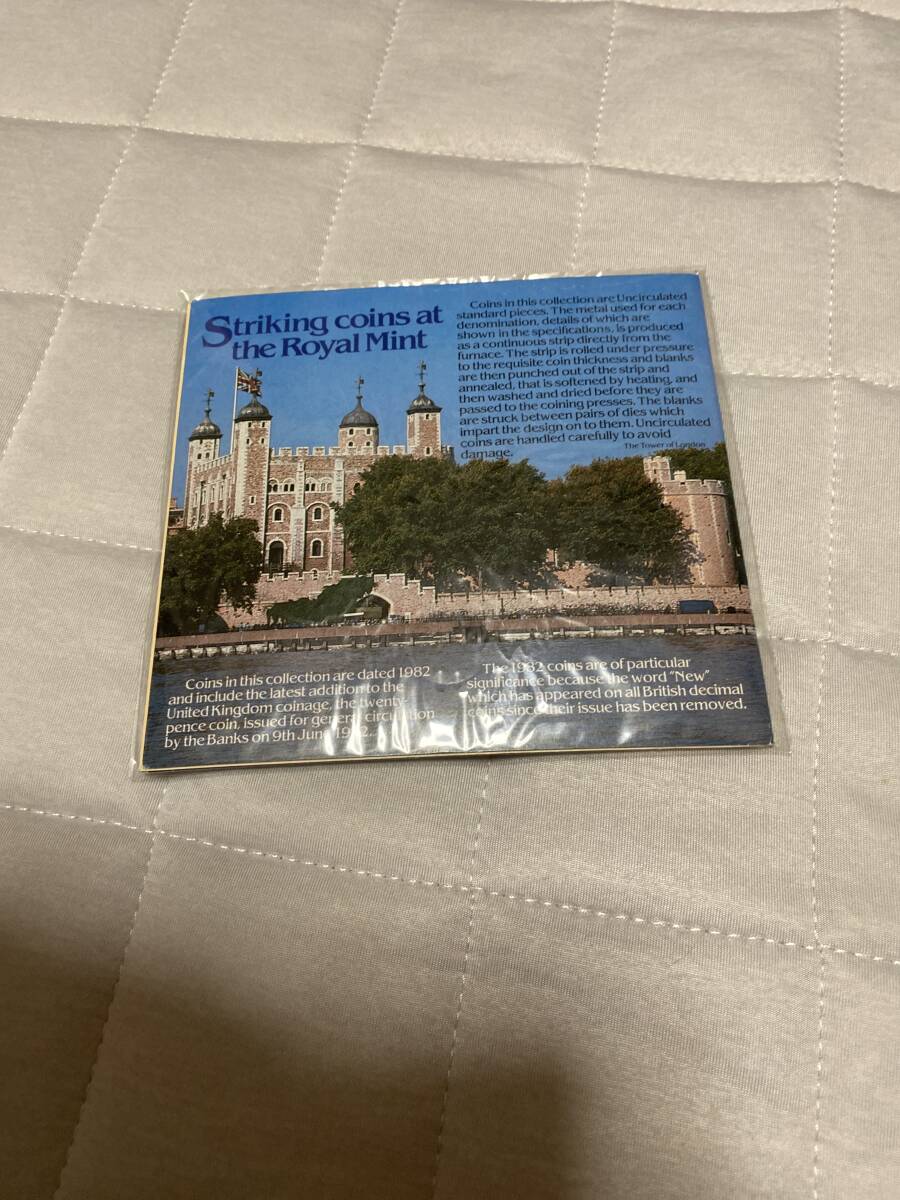 Striking coins at
the Royal Mint
Coins in this collection are Uncirculated
standard pieces. The metal used for each
denomination, details of which are
shown in the specifications, is produced
as a continuous strip directly from the
furnace. The strip is rolled under pressure
to the requisite coin thickness and blanks
are then punched out of the strip and
annealed, that is softened by heating, and
then washed and dried before they are
passed to the coining presses. The blanks
are struck between pairs of dies which
impart the design on to them. Uncirculated
coins are handled carefully to avoid
damage.
The Tower of London
Coins in this collection are dated 1982
and include the latest addition to the
United Kingdom coinage, the twenty-
pence coin, issued for general circulation
by the Banks on 9th June, 1982.
The 1982 coins are of particular
significance because the word "New"
which has appeared on all British decimal
coins since their issue has been removed.